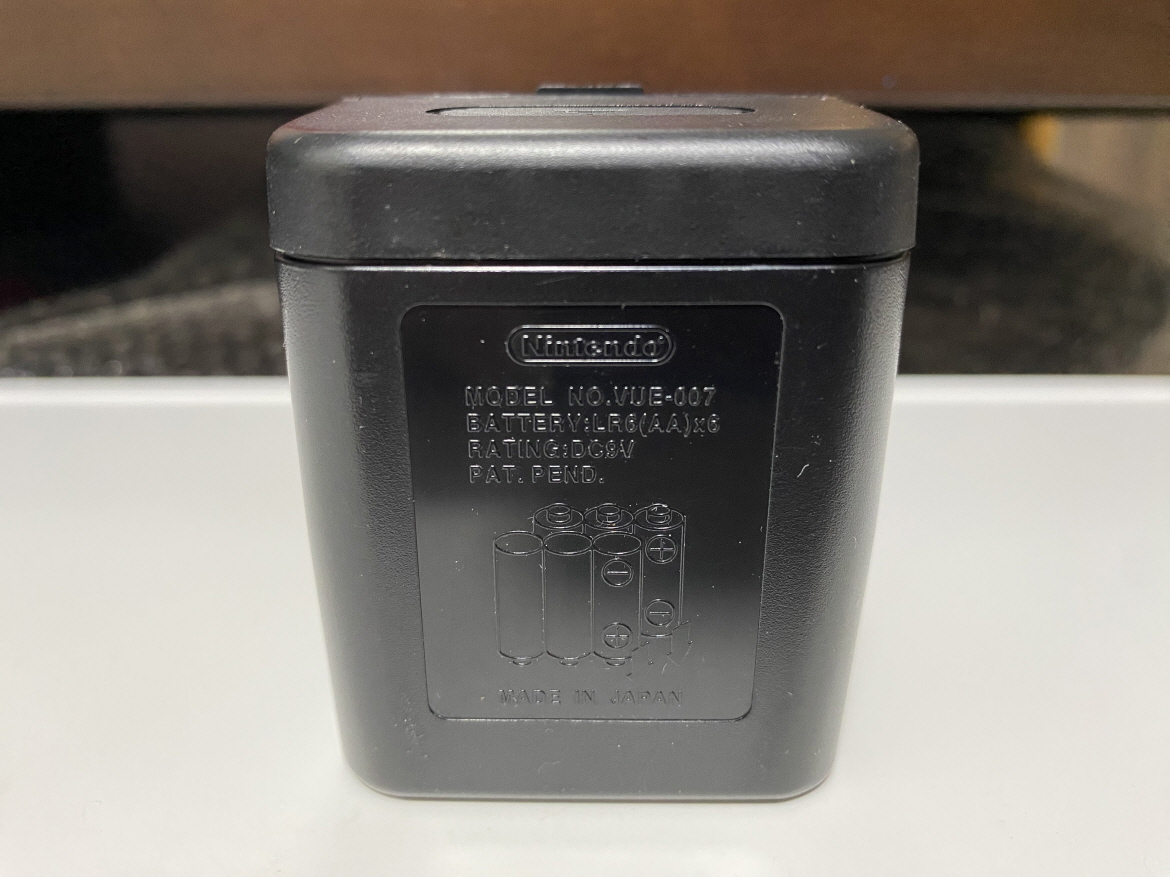 Nintendo
MODEL NO.VUE-007
BATTERY:LR6(AA)x6
RATING:DC9V
PAT. PEND.
MADE IN JAPAN